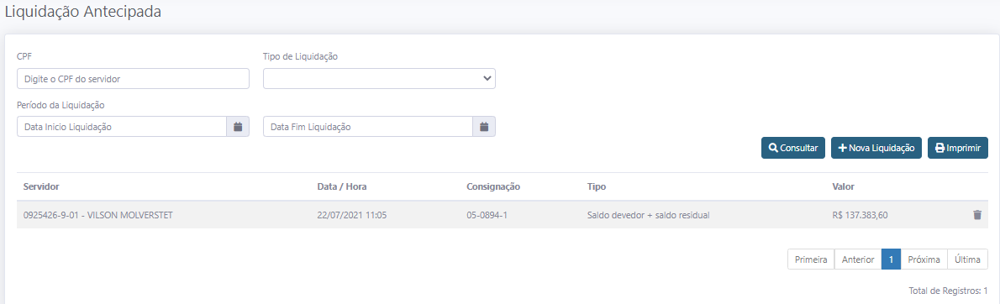 Liquidação Antecipada
CPF Tipo de Liquidação
Digite o CPF do servidor
Período da Liquidação
Data Inicio Liquidação Data Fim Liquidação
Consultar Nova Liquidação Imprimir
Servidor Data / Hora Consignação Tipo Valor
0925426-9-01 - VILSON MOLVERSTET 22/07/2021 11:05 05-0894-1 Saldo devedor + saldo residual R$ 137.383,60
Primeira Anterior 1 Próxima Última
Total de Registros: 1